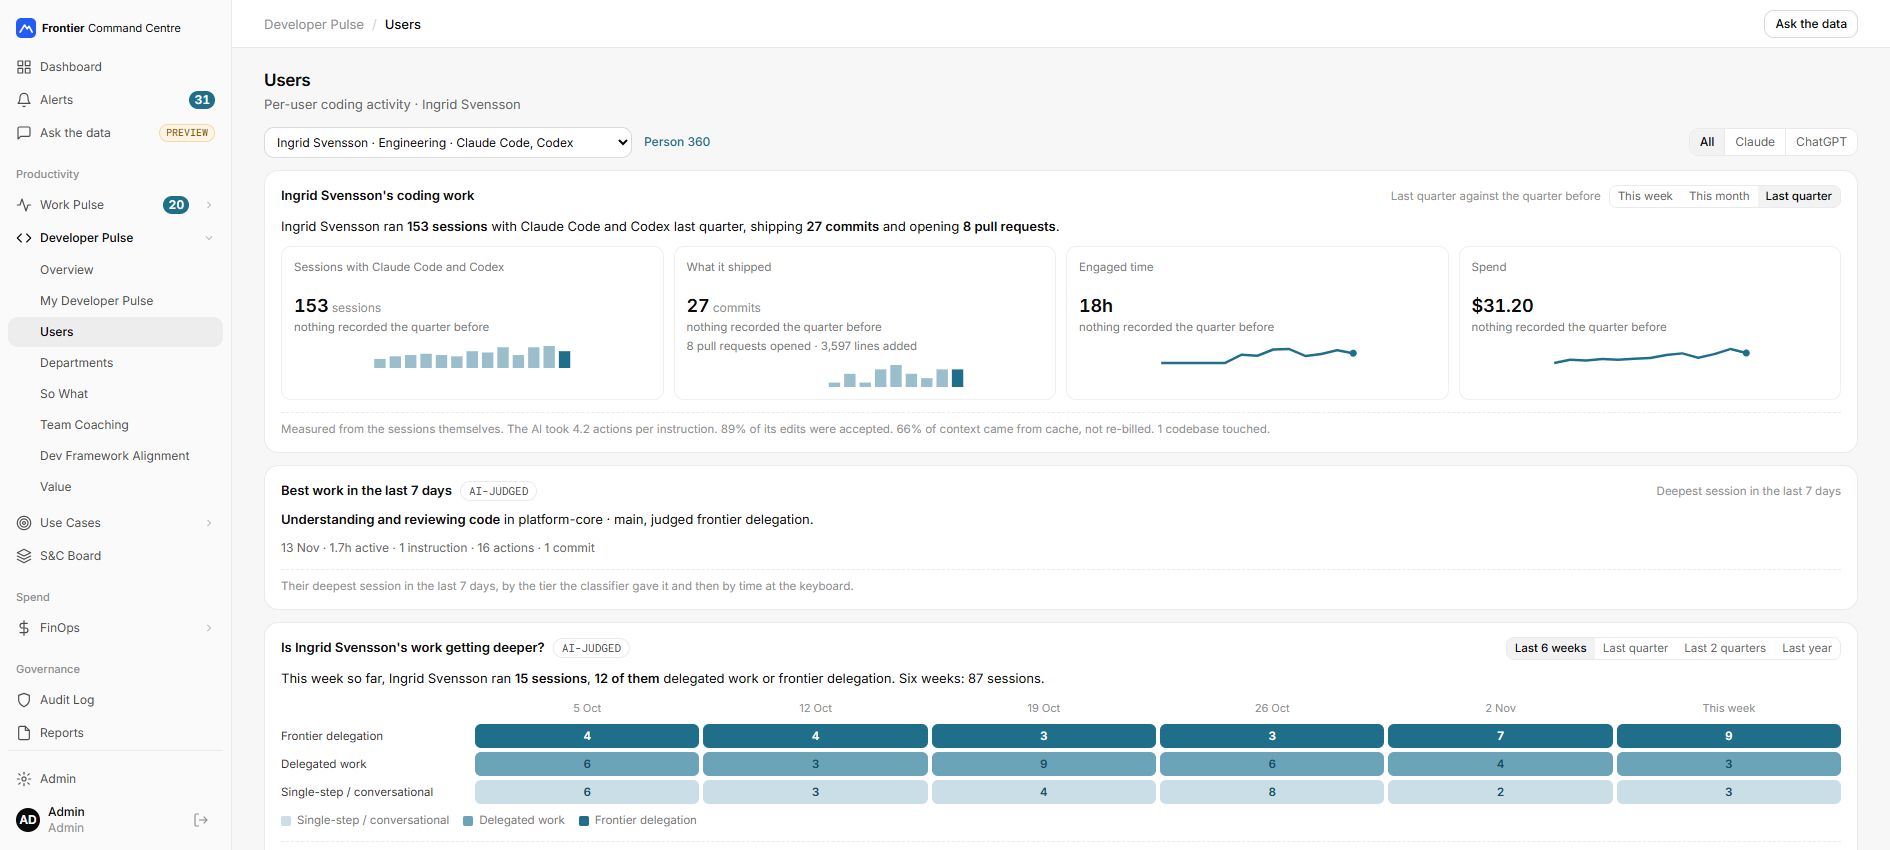 Frontier Command Centre
Dashboard
Alerts 31
Ask the data PREVIEW
Productivity
Work Pulse 20
Developer Pulse
Overview
My Developer Pulse
Users
Departments
So What
Team Coaching
Dev Framework Alignment
Value
Use Cases
S&C Board
Spend
FinOps
Governance
Audit Log
Reports
Admin
AD Admin
Admin
Developer Pulse / Users
Ask the data
Users
Per-user coding activity · Ingrid Svensson
Ingrid Svensson · Engineering · Claude Code, Codex
Person 360
All Claude ChatGPT
Ingrid Svensson's coding work
Last quarter against the quarter before This week This month Last quarter
Ingrid Svensson ran 153 sessions with Claude Code and Codex last quarter, shipping 27 commits and opening 8 pull requests.
Sessions with Claude Code and Codex
153 sessions
nothing recorded the quarter before
What it shipped
27 commits
nothing recorded the quarter before
8 pull requests opened · 3,597 lines added
Engaged time
18h
nothing recorded the quarter before
Spend
$31.20
nothing recorded the quarter before
Measured from the sessions themselves. The AI took 4.2 actions per instruction. 89% of its edits were accepted. 66% of context came from cache, not re-billed. 1 codebase touched.
Best work in the last 7 days AI-JUDGED
Deepest session in the last 7 days
Understanding and reviewing code in platform-core · main, judged frontier delegation.
13 Nov · 1.7h active · 1 instruction · 16 actions · 1 commit
Their deepest session in the last 7 days, by the tier the classifier gave it and then by time at the keyboard.
Is Ingrid Svensson's work getting deeper? AI-JUDGED
Last 6 weeks Last quarter Last 2 quarters Last year
This week so far, Ingrid Svensson ran 15 sessions, 12 of them delegated work or frontier delegation. Six weeks: 87 sessions.
5 Oct 12 Oct 19 Oct 26 Oct 2 Nov This week
Frontier delegation 4 4 3 3 7 9
Delegated work 6 3 9 6 4 3
Single-step / conversational 6 3 4 8 2 3
Single-step / conversational Delegated work Frontier delegation